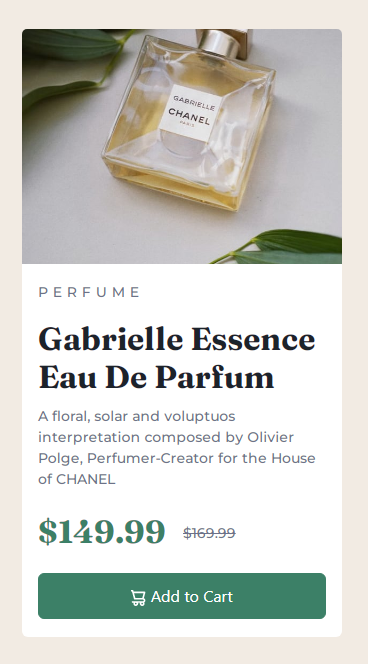 GABRIELLE
CHANEL
PARIS
PERFUME
Gabrielle Essence
Eau De Parfum
A floral, solar and voluptuos
interpretation composed by Olivier
Polge, Perfumer-Creator for the House
of CHANEL
$149.99 $169.99
Add to Cart